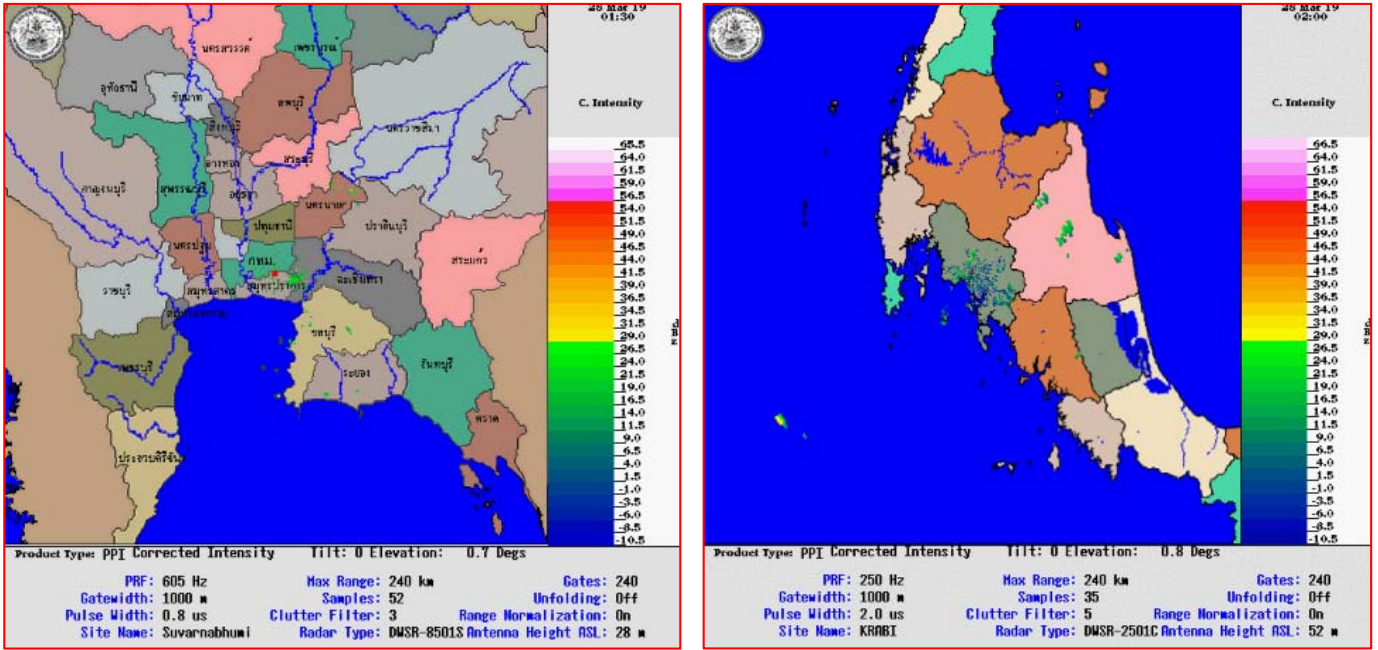 28 Mar 19
01:30
นครสวรรค์
เพชรบูรณ์
อุทัยธานี
ชัยนาท
ลพบุรี
สิงห์บุรี
นครราชสีมา
อ่างทอง
สระบุรี
กาญจนบุรี
สุพรรณบุรี
อยุธยา
นครนายก
ปทุมธานี
ปราจีนบุรี
นครปฐม
กทม.
สระแก้ว
ฉะเชิงเทรา
ราชบุรี
สมุทรสาคร
สมุทรปราการ
สมุทรสงคราม
ชลบุรี
จันทบุรี
เพชรบุรี
ระยอง
ตราด
ประจวบคีรีขัน
C. Intensity
65.5
64.0
61.5
59.0
56.5
54.0
51.5
49.0
46.5
44.0
41.5
39.0
36.5
34.0
31.5
29.0
26.5
24.0
21.5
19.0
16.5
14.0
11.5
9.0
6.5
4.0
-1.0
-3.5
-6.0
-8.5
-10.5
Product Type: PPI Corrected Intensity Tilt: 0 Elevation: 0.7 Degs
PRF: 605 Hz Max Range: 240 km Gates: 240
Gatewidth: 1000 m Samples: 52 Unfolding: Off
Pulse Width: 0.8 us Clutter Filter: 3 Range Normalization: On
Site Name: Suvarnabhumi Radar Type: DWSR-8501S Antenna Height ASL: 28 m
28 Mar 19
02:00
C. Intensity
66.5
64.0
61.5
59.0
56.5
54.0
51.5
49.0
46.5
44.0
41.5
39.0
36.5
34.0
31.5
29.0
26.5
24.0
21.5
19.0
16.5
14.0
11.5
9.0
6.5
4.0
-1.0
-3.5
-6.0
-8.5
-10.5
Product Type: PPI Corrected Intensity Tilt: 0 Elevation: 0.8 Degs
PRF: 250 Hz Max Range: 240 km Gates: 240
Gatewidth: 1000 m Samples: 35 Unfolding: Off
Pulse Width: 2.0 us Clutter Filter: 5 Range Normalization: On
Site Name: KRABI Radar Type: DWSR-2501C Antenna Height ASL: 52 m